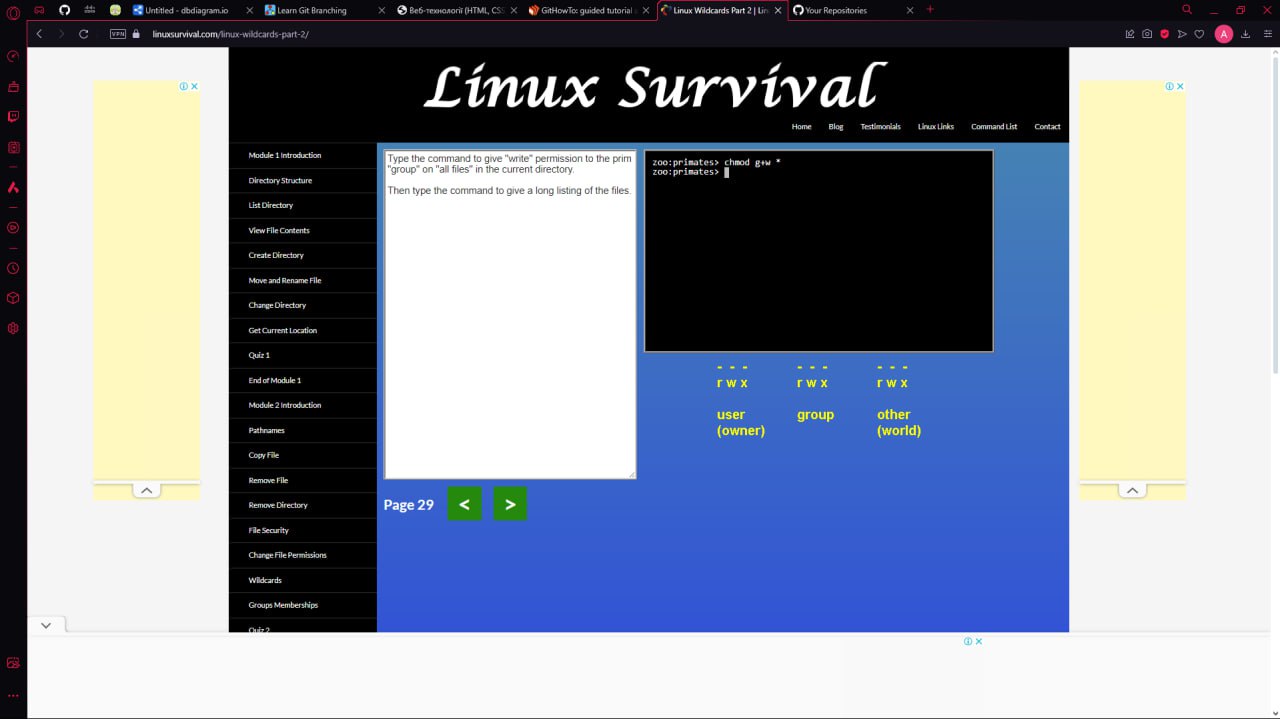 Untitled - dbdiagram.io
Learn Git Branching
Веб-технології (HTML, CSS
GitHowTo: guided tutorial a
Linux Wildcards Part 2 | Lin
Your Repositories
VPN
linuxsurvival.com/linux-wildcards-part-2/
A
Linux Survival
Home Blog Testimonials Linux Links Command List Contact
Module 1 Introduction
Directory Structure
List Directory
View File Contents
Create Directory
Move and Rename File
Change Directory
Get Current Location
Quiz 1
End of Module 1
Module 2 Introduction
Pathnames
Copy File
Remove File
Remove Directory
File Security
Change File Permissions
Wildcards
Groups Memberships
Quiz 2
Type the command to give "write" permission to the prim
"group" on "all files" in the current directory.
Then type the command to give a long listing of the files.
Page 29 < >
zoo:primates> chmod g+w *
zoo:primates>
- - - - - - - - -
r w x r w x r w x
user group other
(owner) (world)